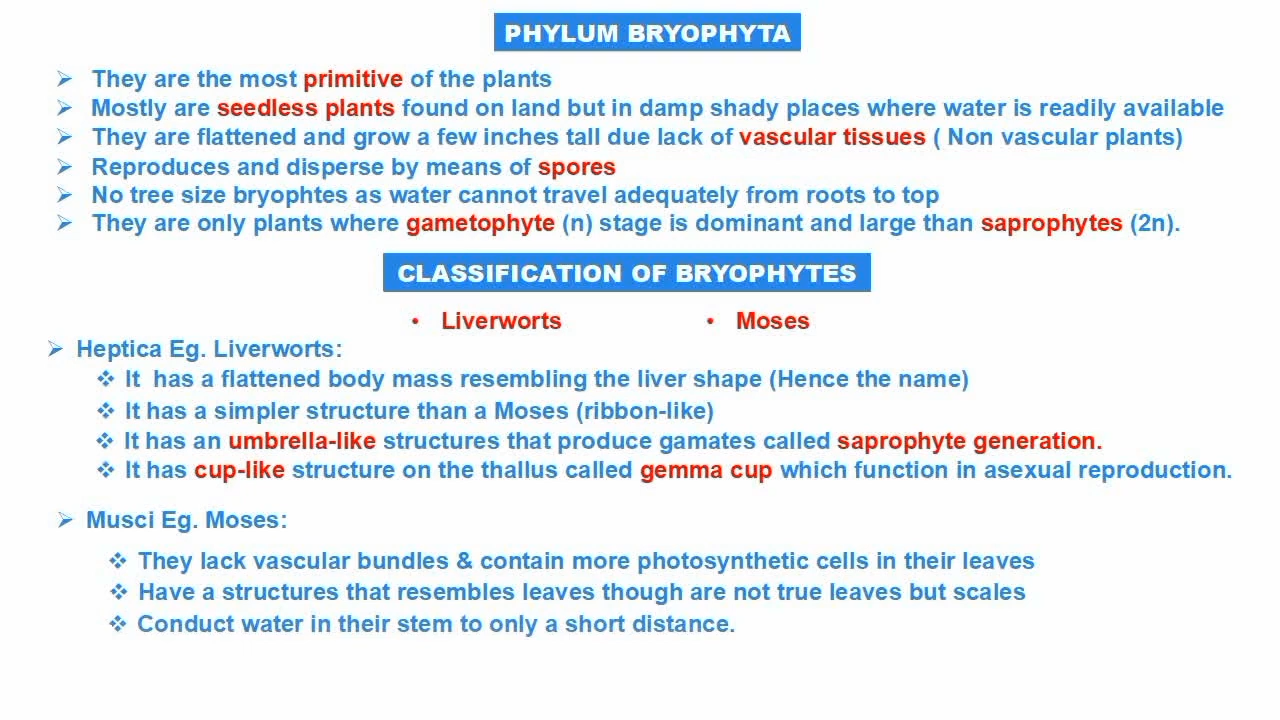 PHYLUM BRYOPHYTA
They are the most primitive of the plants
Mostly are seedless plants found on land but in damp shady places where water is readily available
They are flattened and grow a few inches tall due lack of vascular tissues ( Non vascular plants)
Reproduces and disperse by means of spores
No tree size bryophtes as water cannot travel adequately from roots to top
They are only plants where gametophyte (n) stage is dominant and large than saprophytes (2n).
CLASSIFICATION OF BRYOPHYTES
• Liverworts • Moses
Heptica Eg. Liverworts:
It has a flattened body mass resembling the liver shape (Hence the name)
It has a simpler structure than a Moses (ribbon-like)
It has an umbrella-like structures that produce gamates called saprophyte generation.
It has cup-like structure on the thallus called gemma cup which function in asexual reproduction.
Musci Eg. Moses:
They lack vascular bundles & contain more photosynthetic cells in their leaves
Have a structures that resembles leaves though are not true leaves but scales
Conduct water in their stem to only a short distance.